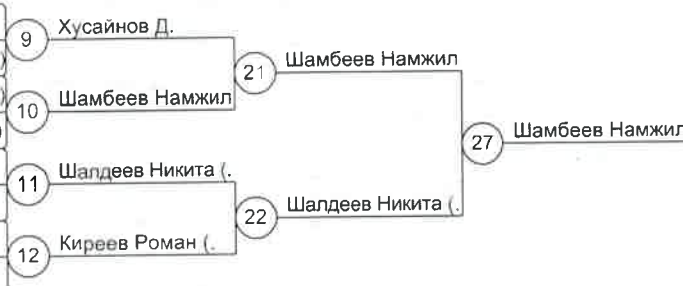 9 Хусайнов Д.
21 Шамбеев Намжил
10 Шамбеев Намжил
27 Шамбеев Намжил
11 Шалдеев Никита (.
22 Шалдеев Никита (.
12 Киреев Роман (.